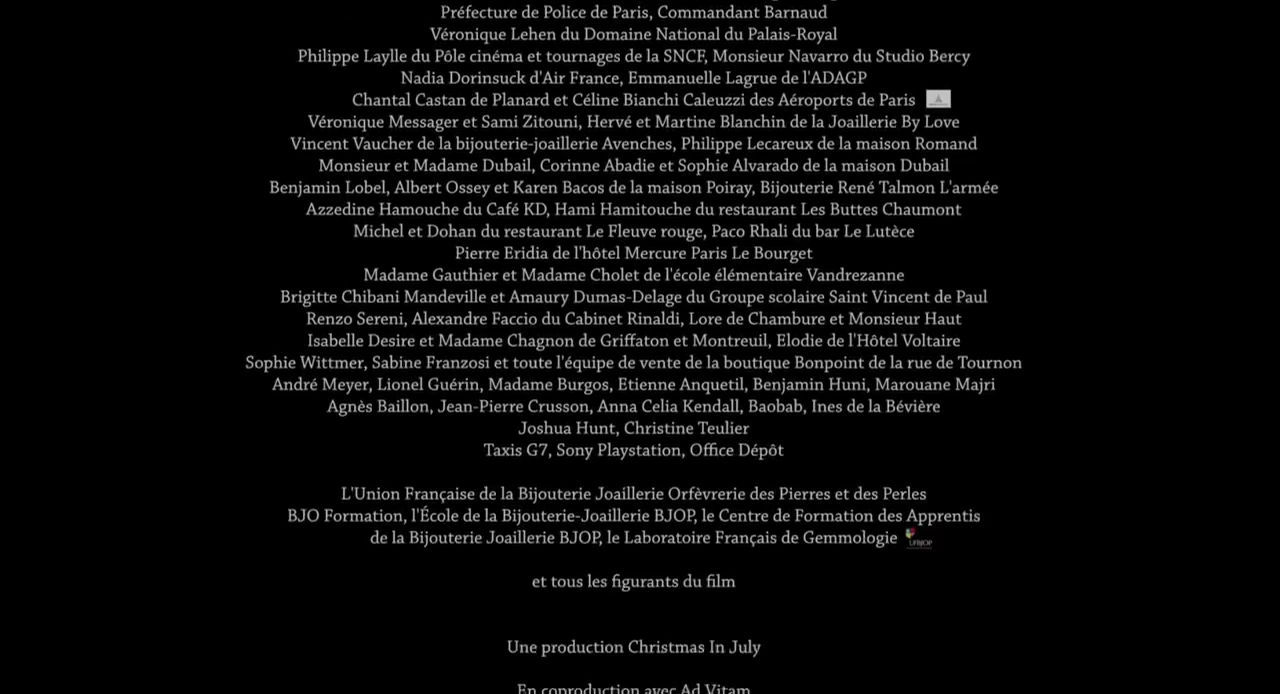 Préfecture de Police de Paris, Commandant Barnaud
Véronique Lehen du Domaine National du Palais-Royal
Philippe Laylle du Pôle cinéma et tournages de la SNCF, Monsieur Navarro du Studio Bercy
Nadia Dorinsuck d'Air France, Emmanuelle Lagrue de l'ADAGP
Chantal Castan de Planard et Céline Bianchi Caleuzzi des Aéroports de Paris
Véronique Messager et Sami Zitouni, Hervé et Martine Blanchin de la Joaillerie By Love
Vincent Vaucher de la bijouterie-joaillerie Avenches, Philippe Lecareux de la maison Romand
Monsieur et Madame Dubail, Corinne Abadie et Sophie Alvarado de la maison Dubail
Benjamin Lobel, Albert Ossey et Karen Bacos de la maison Poiray, Bijouterie René Talmon L'armée
Azzedine Hamouche du Café KD, Hami Hamitouche du restaurant Les Buttes Chaumont
Michel et Dohan du restaurant Le Fleuve rouge, Paco Rhali du bar Le Lutèce
Pierre Eridia de l'hôtel Mercure Paris Le Bourget
Madame Gauthier et Madame Cholet de l'école élémentaire Vandrezanne
Brigitte Chibani Mandeville et Amaury Dumas-Delage du Groupe scolaire Saint Vincent de Paul
Renzo Sereni, Alexandre Faccio du Cabinet Rinaldi, Lore de Chambure et Monsieur Haut
Isabelle Desire et Madame Chagnon de Griffaton et Montreuil, Elodie de l'Hôtel Voltaire
Sophie Wittmer, Sabine Franzosi et toute l'équipe de vente de la boutique Bonpoint de la rue de Tournon
André Meyer, Lionel Guérin, Madame Burgos, Etienne Anquetil, Benjamin Huni, Marouane Majri
Agnès Baillon, Jean-Pierre Crusson, Anna Celia Kendall, Baobab, Ines de la Bévière
Joshua Hunt, Christine Teulier
Taxis G7, Sony Playstation, Office Dépôt
L'Union Française de la Bijouterie Joaillerie Orfèvrerie des Pierres et des Perles
BJO Formation, l'École de la Bijouterie-Joaillerie BJOP, le Centre de Formation des Apprentis
de la Bijouterie Joaillerie BJOP, le Laboratoire Français de Gemmologie UFBJOP
et tous les figurants du film
Une production Christmas In July
En coproduction avec Ad Vitam